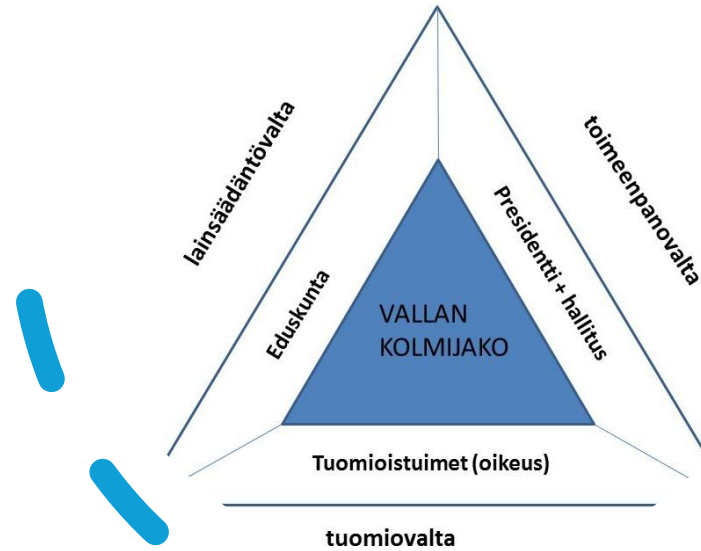 lainsäädäntövalta
toimeenpanovalta
Eduskunta
Presidentti + hallitus
VALLAN
KOLMIJAKO
Tuomioistuimet (oikeus)
tuomiovalta